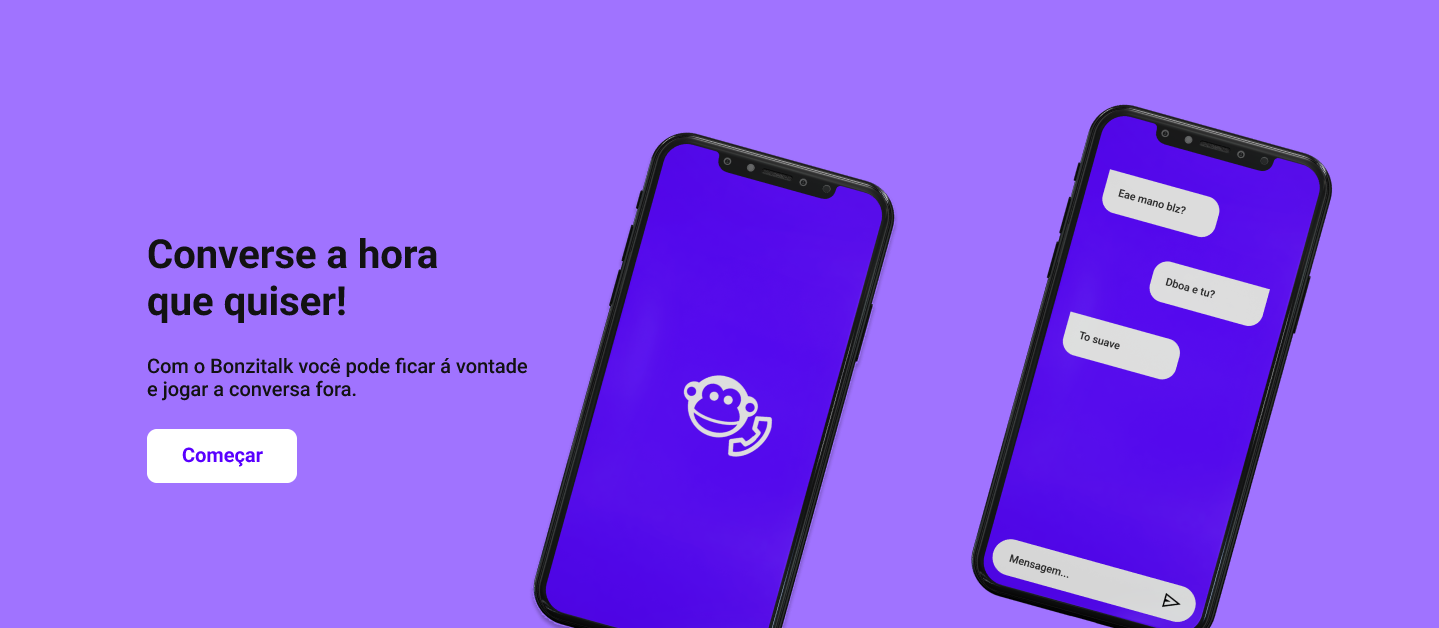 Converse a hora
que quiser!
Com o Bonzitalk você pode ficar á vontade
e jogar a conversa fora.
Começar
Eae mano blz?
Dboa e tu?
To suave
Mensagem...